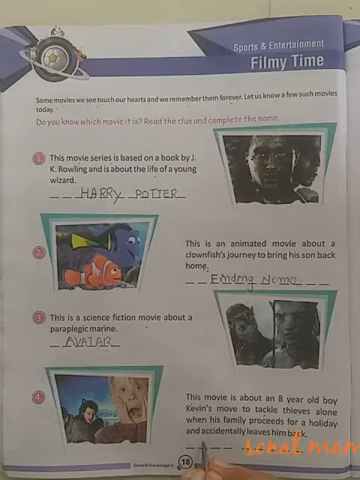 Sports & Entertainment
Filmy Time
Some movies we see touch our hearts and we remember them forever. Let us know a few such movies
today.
Do you know which movie it is? Read the clue and complete the name.
1 This movie series is based on a book by J.
K. Rowling and is about the life of a young
wizard.
HARRY POTTER
2 This is an animated movie about a
clownfish's journey to bring his son back
home.
Finding Nemo
3 This is a science fiction movie about a
paraplegic marine.
AVATAR
4 This movie is about an 8 year old boy
Kevin's move to tackle thieves alone
when his family proceeds for a holiday
and accidentally leaves him back.
sonal man
General Knowledge 6
18